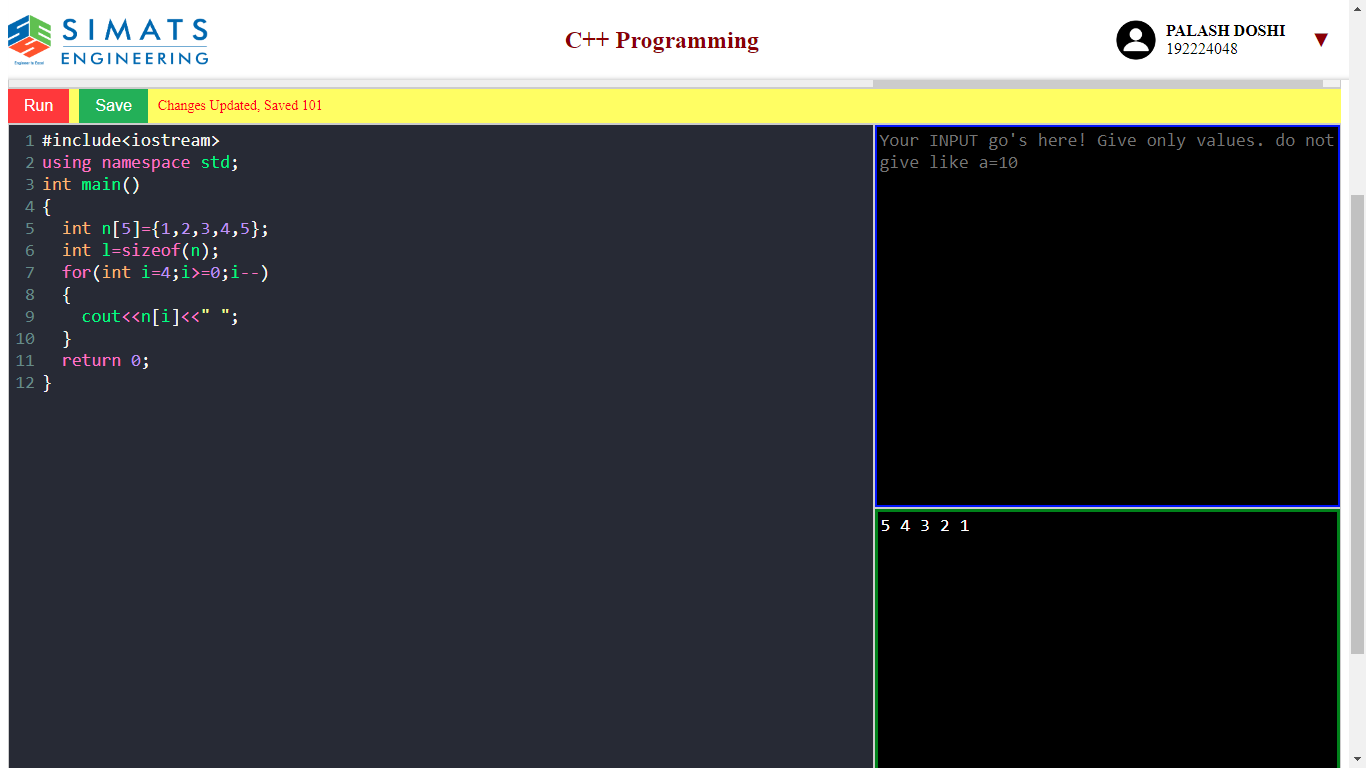 SIMATS
ENGINEERING
Engineer to Excel
C++ Programming
PALASH DOSHI
192224048
▼
Run
Save
Changes Updated, Saved 101
1 #include<iostream>
2 using namespace std;
3 int main()
4 {
5   int n[5]={1,2,3,4,5};
6   int l=sizeof(n);
7   for(int i=4;i>=0;i--)
8   {
9     cout<<n[i]<<" ";
10   }
11   return 0;
12 }
Your INPUT go's here! Give only values. do not
give like a=10
5 4 3 2 1